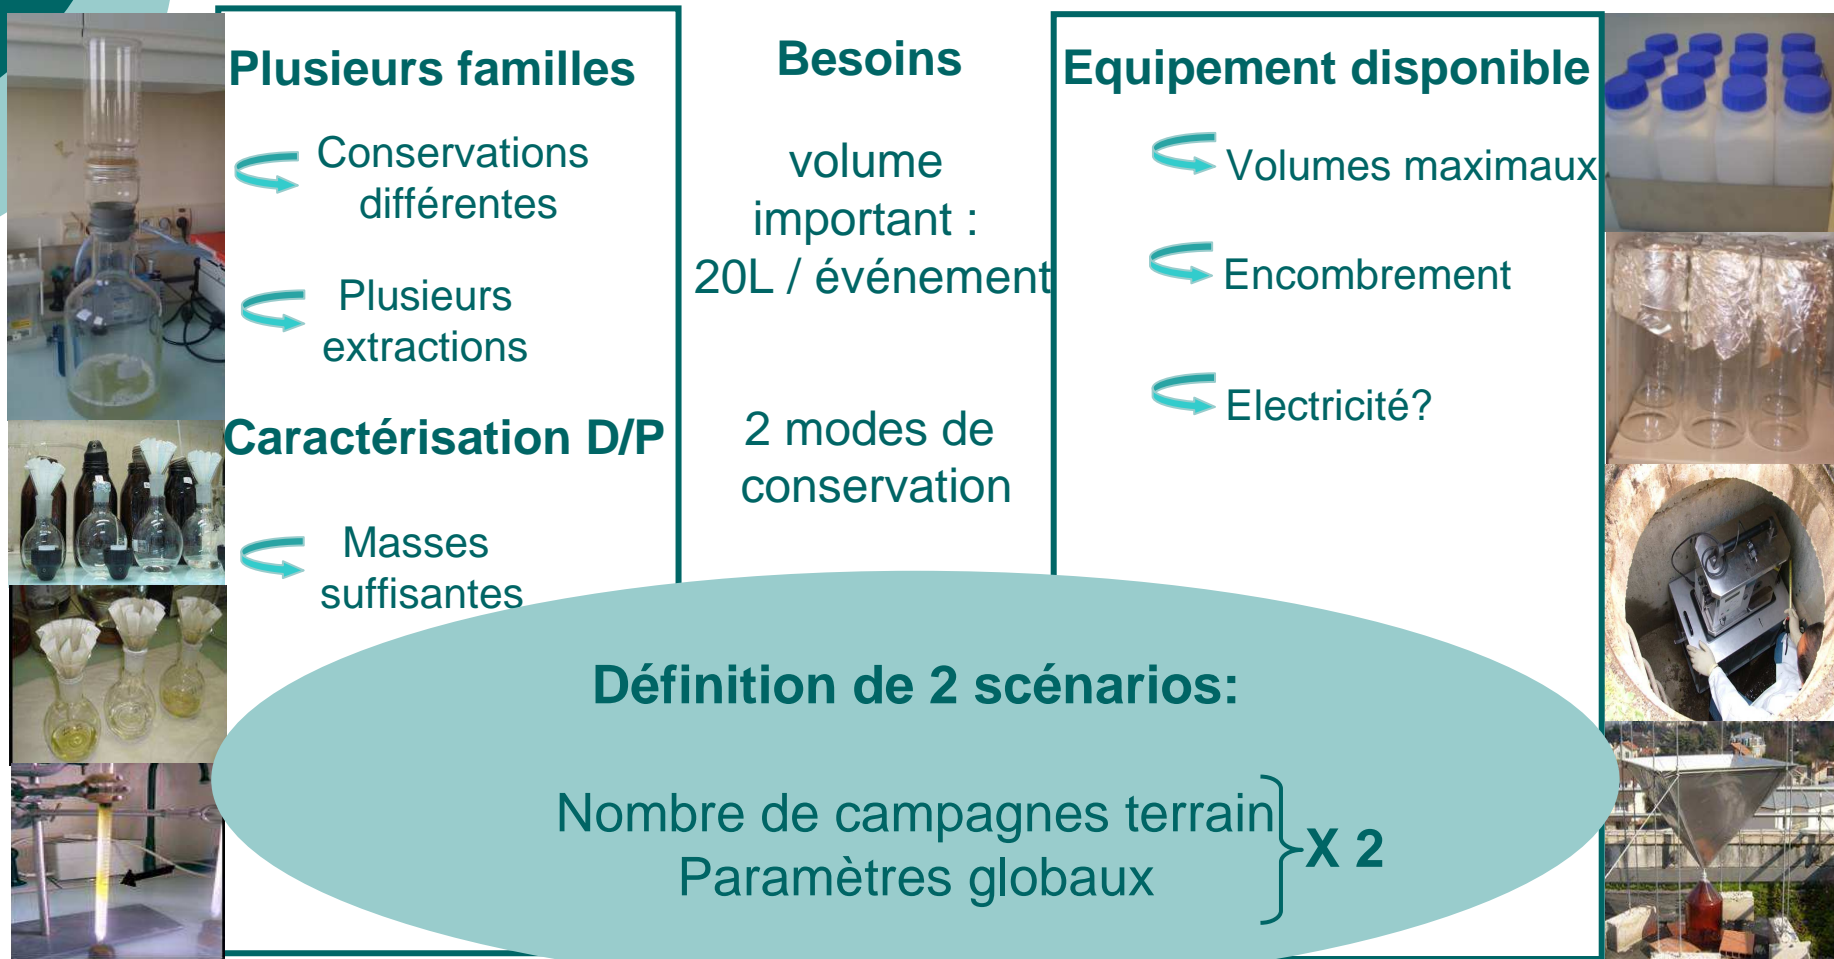 Plusieurs familles
Conservations
différentes
Plusieurs
extractions
Caractérisation D/P
Masses
suffisantes
Besoins
volume
important :
20L / événement
2 modes de
conservation
Equipement disponible
Volumes maximaux
Encombrement
Electricité?
Définition de 2 scénarios:
Nombre de campagnes terrain
Paramètres globaux
X 2